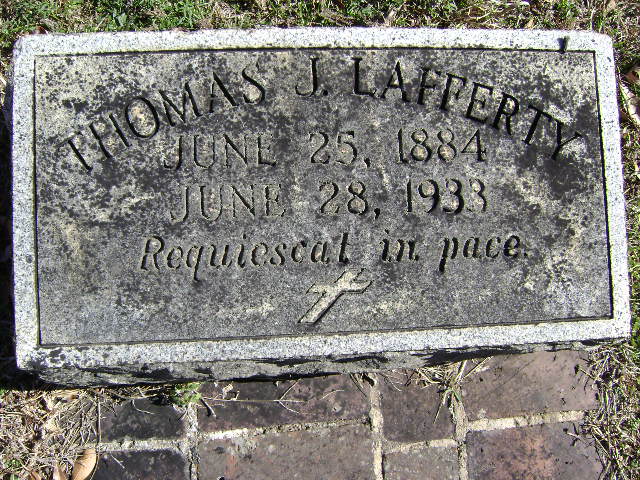 THOMAS J. LAFFERTY
JUNE 25, 1884
JUNE 28, 1933
Requiescat in pace.